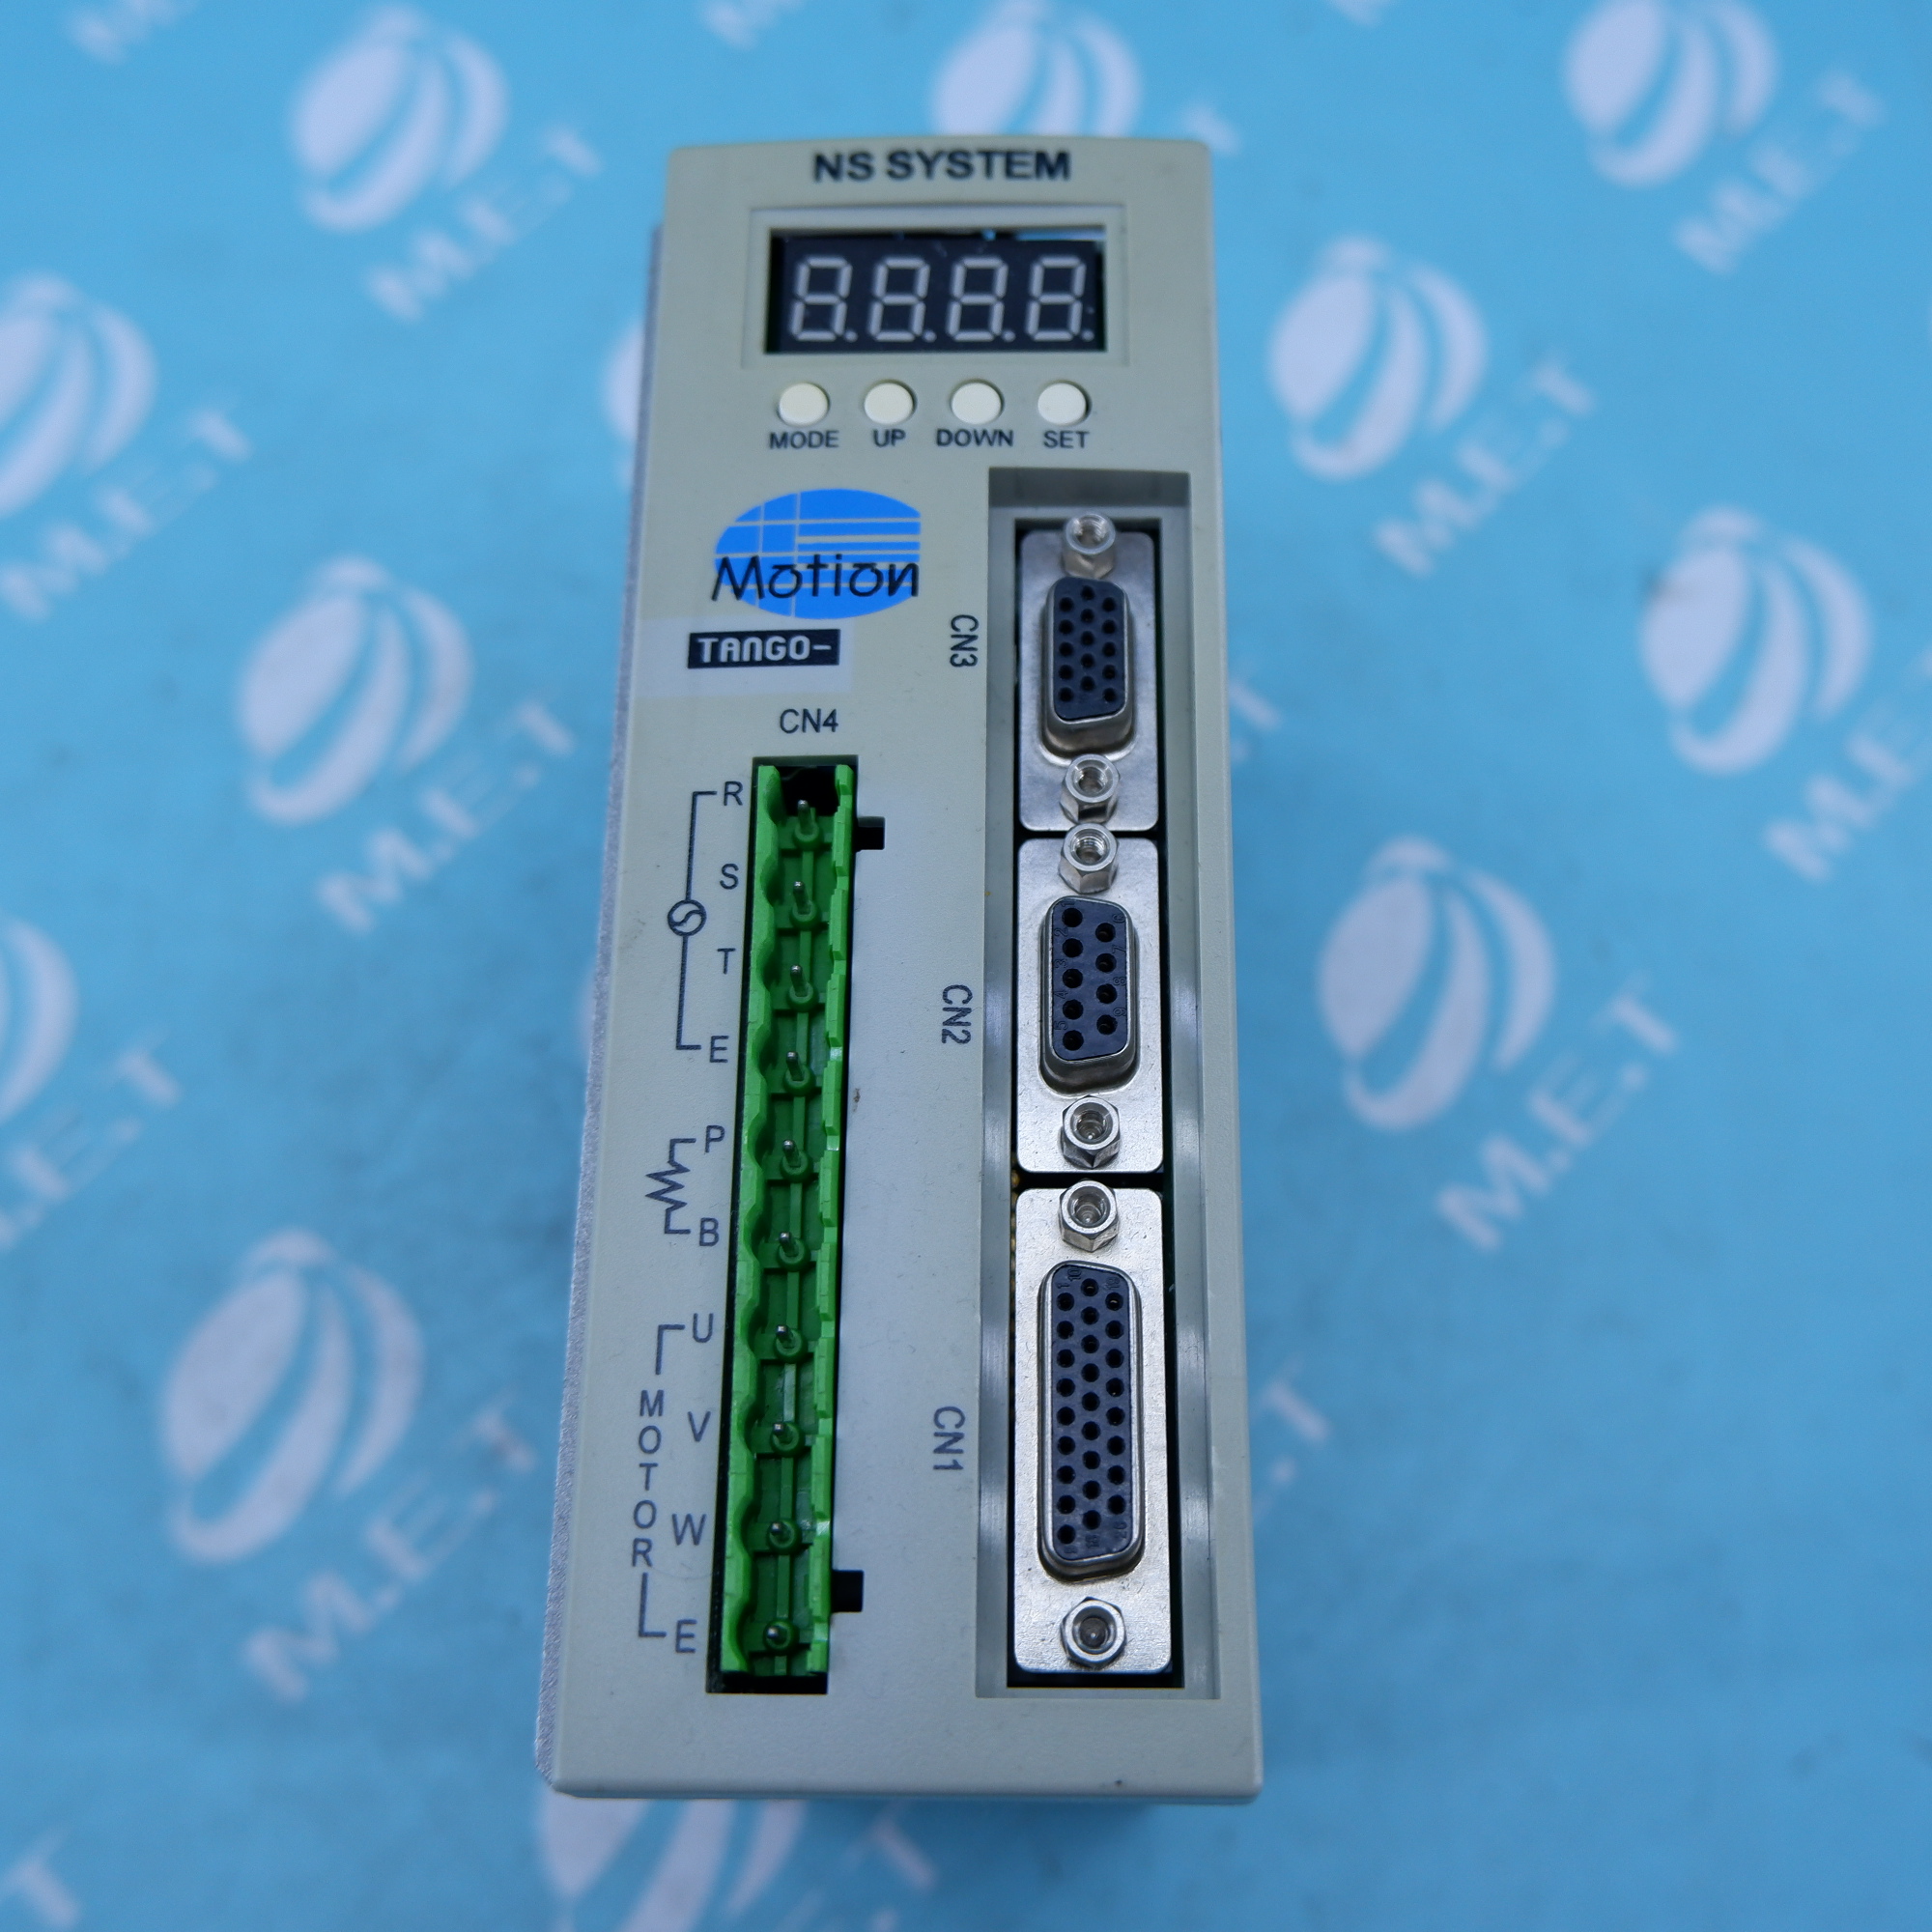 NS SYSTEM
8.8.8.8.
MODE UP DOWN SET
Motion
TANGO-
CN4
CN3
R
S
T
E
CN2
P
B
U
MOTOR
V
W
E
CN1
M.E.T
M.E.T
M.E.T
M.E.T
M.E.T
M.E.T
M.E.T
M.E.T
M.E.T
M.E.T